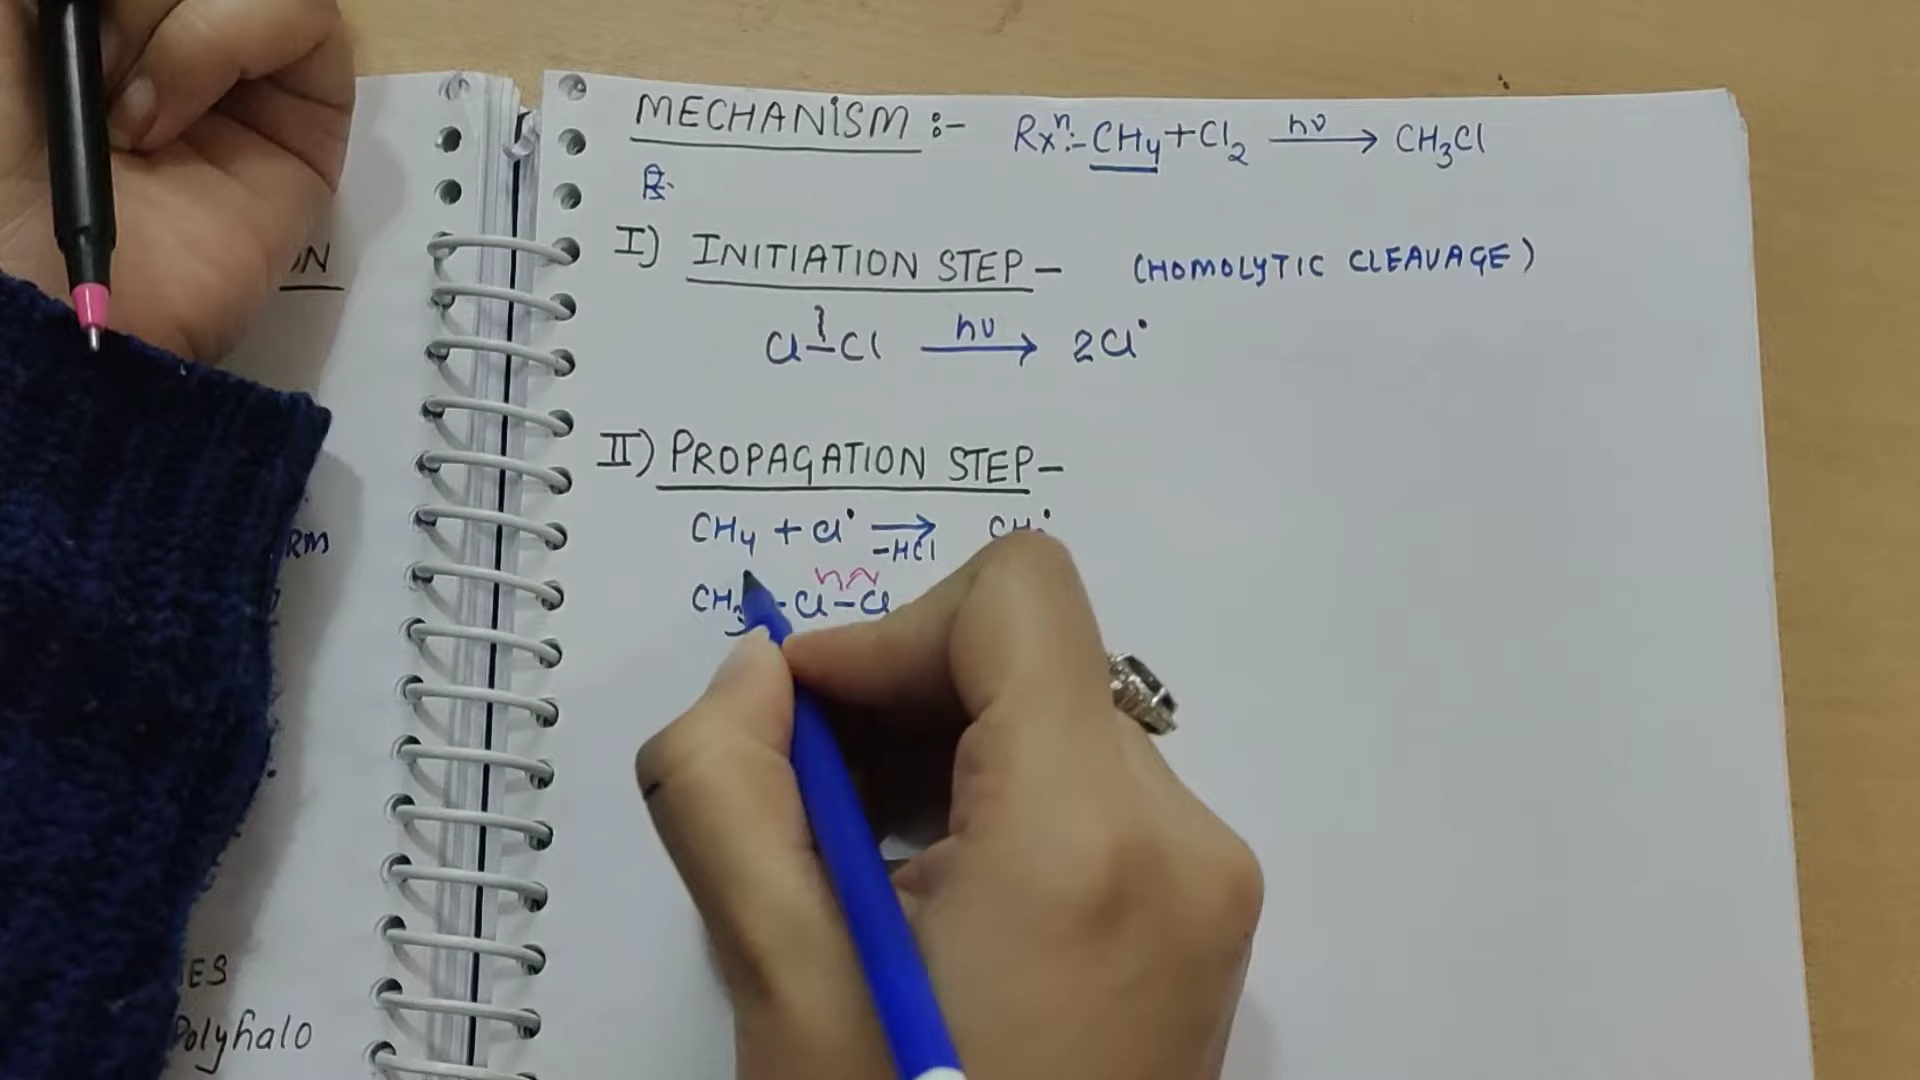 MECHANISM :- Rxⁿ:- CH4 + Cl2 hν → CH3Cl
I) INITIATION STEP - (HOMOLYTIC CLEAVAGE)
Cl-Cl hν → 2Cl•
II) PROPAGATION STEP -
CH4 + Cl• → -HCl
CH3 Cl-Cl
RM
ES
Polyhalo